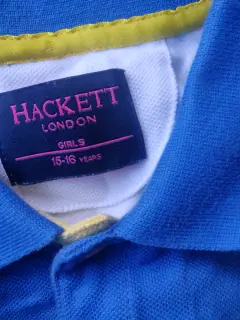 HACKETT
LONDON
GIRLS
15-16 YEARS